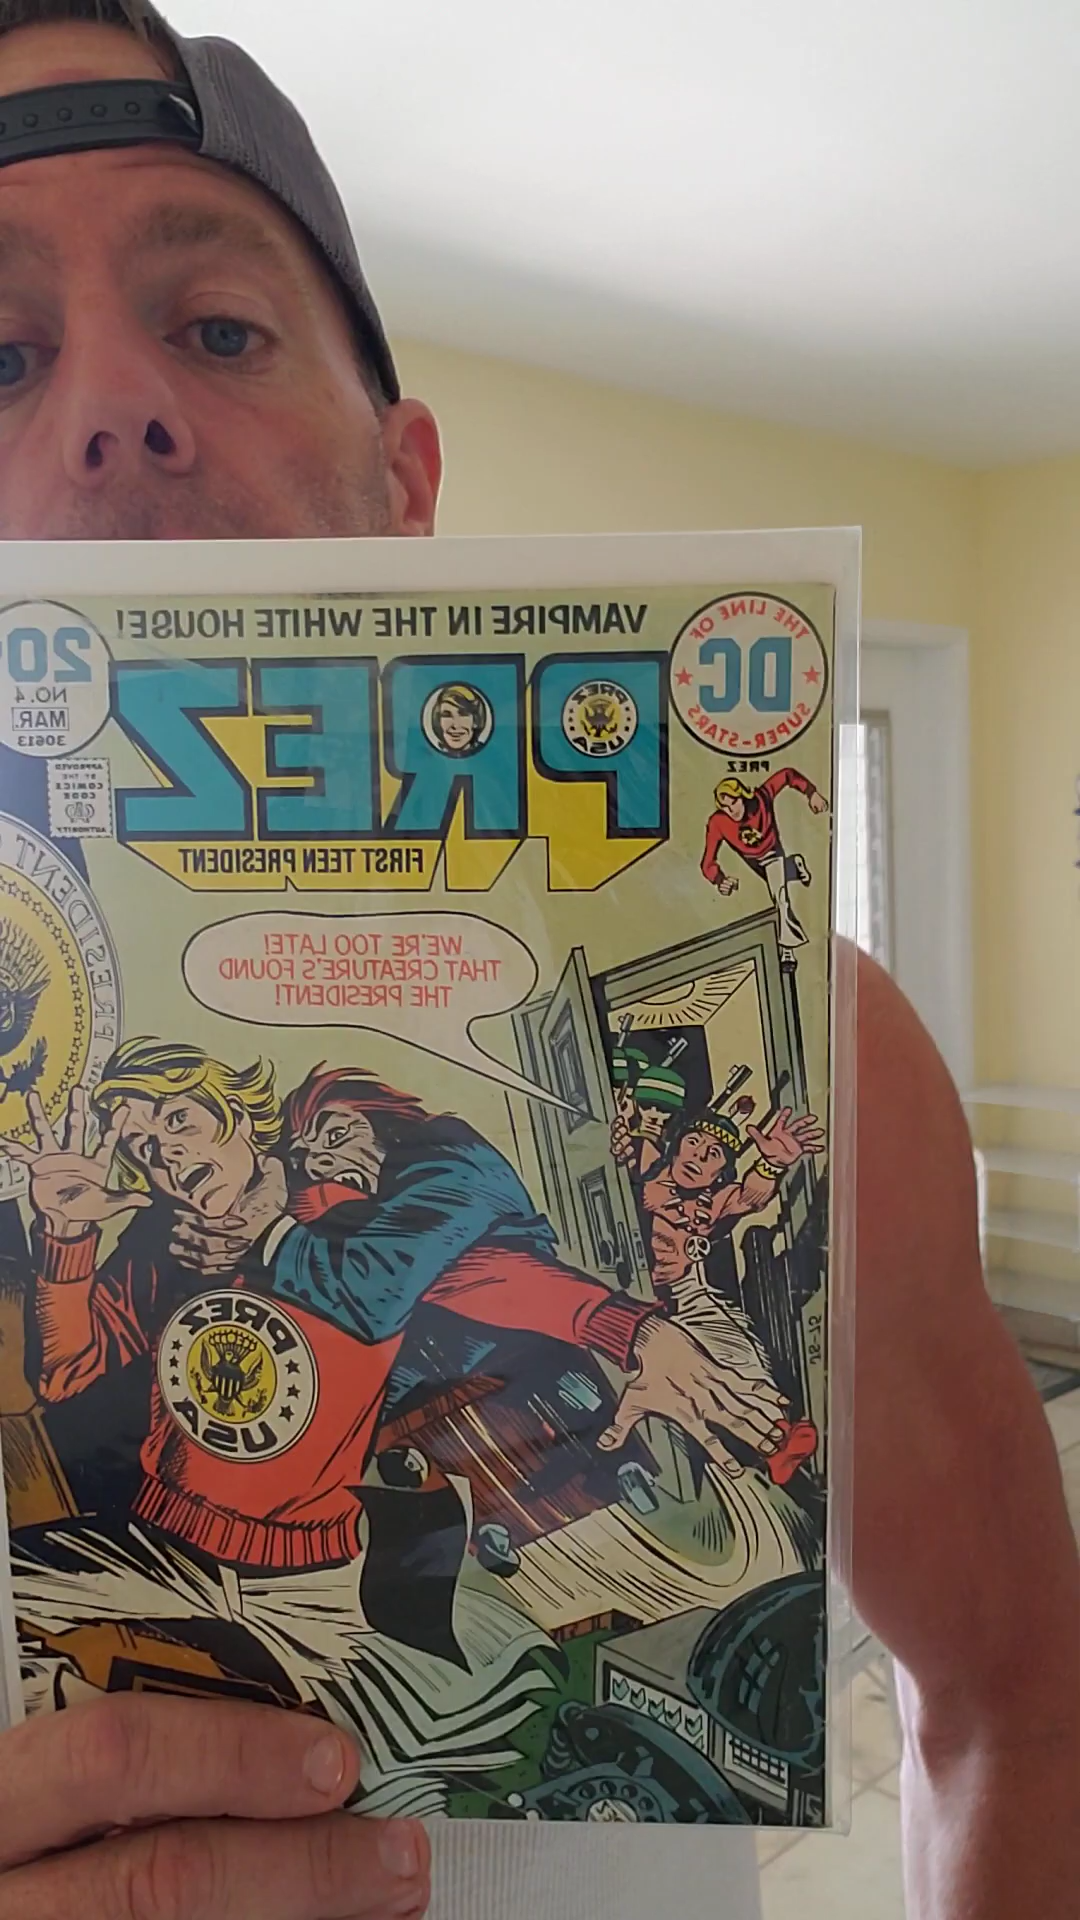 VAMPIRE IN THE WHITE HOUSE!
THE LINE OF
DC
SUPER-STARS
PREZ
PREZ
USA
PREZ
20
NO. 4
MAR.
30613
APPROVED
BY THE
COMICS
CODE
AUTHORITY
FIRST TEEN PRESIDENT
WE'RE TOO LATE!
THAT CREATURE'S FOUND
THE PRESIDENT!
PRESIDENT
PREZ
USA